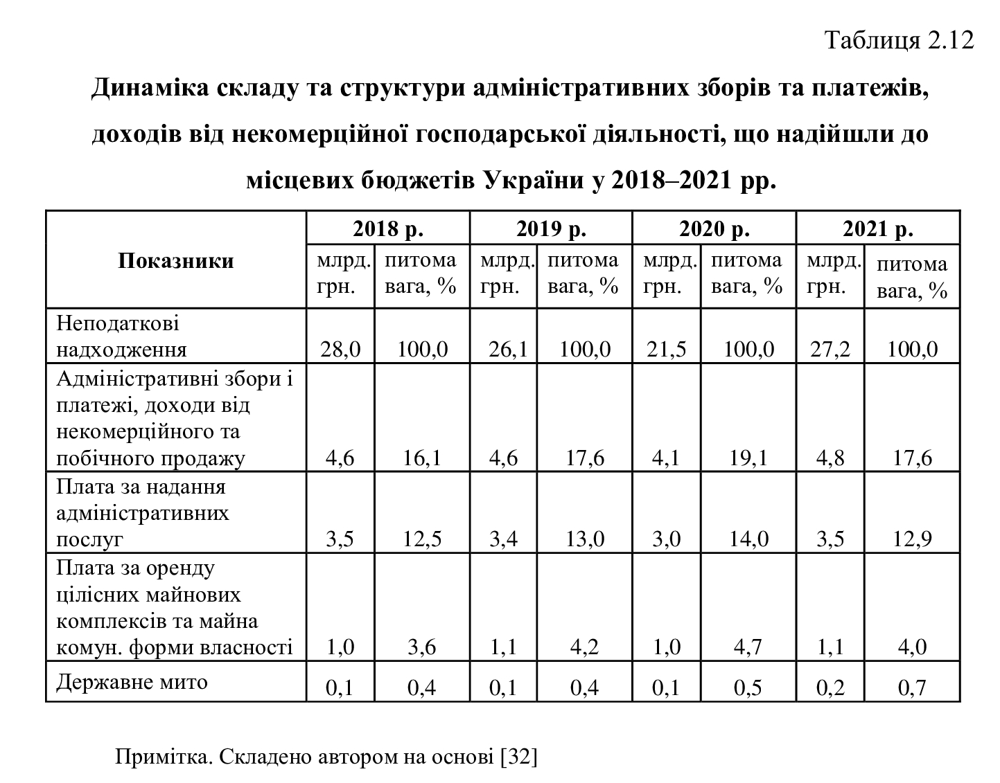 Таблиця 2.12
Динаміка складу та структури адміністративних зборів та платежів,
доходів від некомерційної господарської діяльності, що надійшли до
місцевих бюджетів України у 2018–2021 рр.
Показники
2018 р. 2019 р. 2020 р. 2021 р.
млрд. питома млрд. питома млрд. питома млрд. питома
грн. вага, % грн. вага, % грн. вага, % грн. вага, %
Неподаткові
надходження 28,0 100,0 26,1 100,0 21,5 100,0 27,2 100,0
Адміністративні збори і
платежі, доходи від
некомерційного та
побічного продажу 4,6 16,1 4,6 17,6 4,1 19,1 4,8 17,6
Плата за надання
адміністративних
послуг 3,5 12,5 3,4 13,0 3,0 14,0 3,5 12,9
Плата за оренду
цілісних майнових
комплексів та майна
комун. форми власності 1,0 3,6 1,1 4,2 1,0 4,7 1,1 4,0
Державне мито 0,1 0,4 0,1 0,4 0,1 0,5 0,2 0,7
Примітка. Складено автором на основі [32]